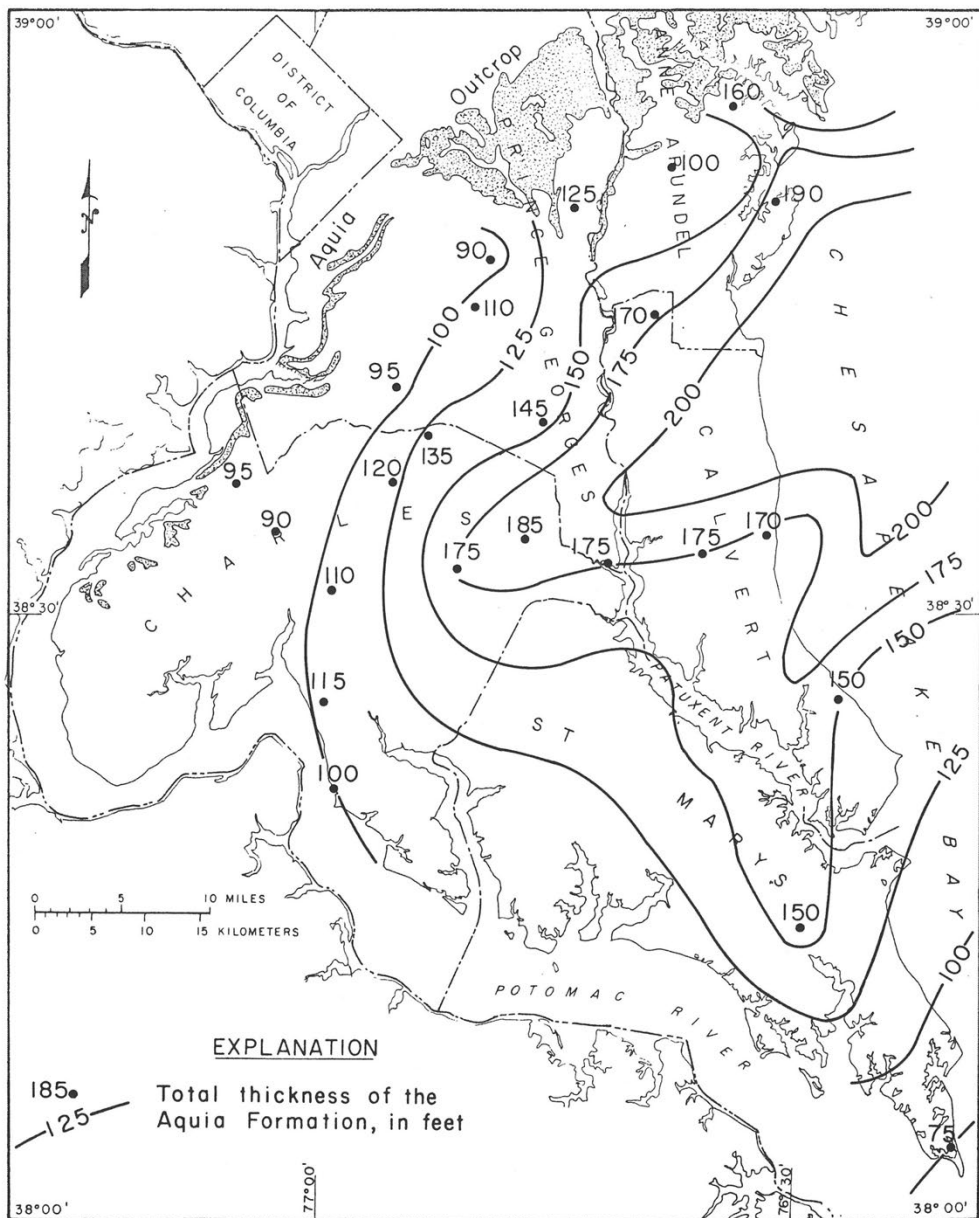 39°00'
39°00'
DISTRICT
OF
COLUMBIA
Outcrop
Aquia
PRINCE GEORGES
ANNE ARUNDEL
CHESAPEAKE BAY
CALVERT
CHARLES
ST MARYS
PATUXENT RIVER
POTOMAC RIVER
N
160
100
190
125
90
110
100
125
150
170
175
200
95
145
135
120
95
90
185
175
175
175
170
200
175
150
110
38°30'
38°30'
115
150
125
100
150
100
75
0 5 10 MILES
0 5 10 15 KILOMETERS
EXPLANATION
185
125
Total thickness of the
Aquia Formation, in feet
38°00'
77°00'
76°30'
38°00'